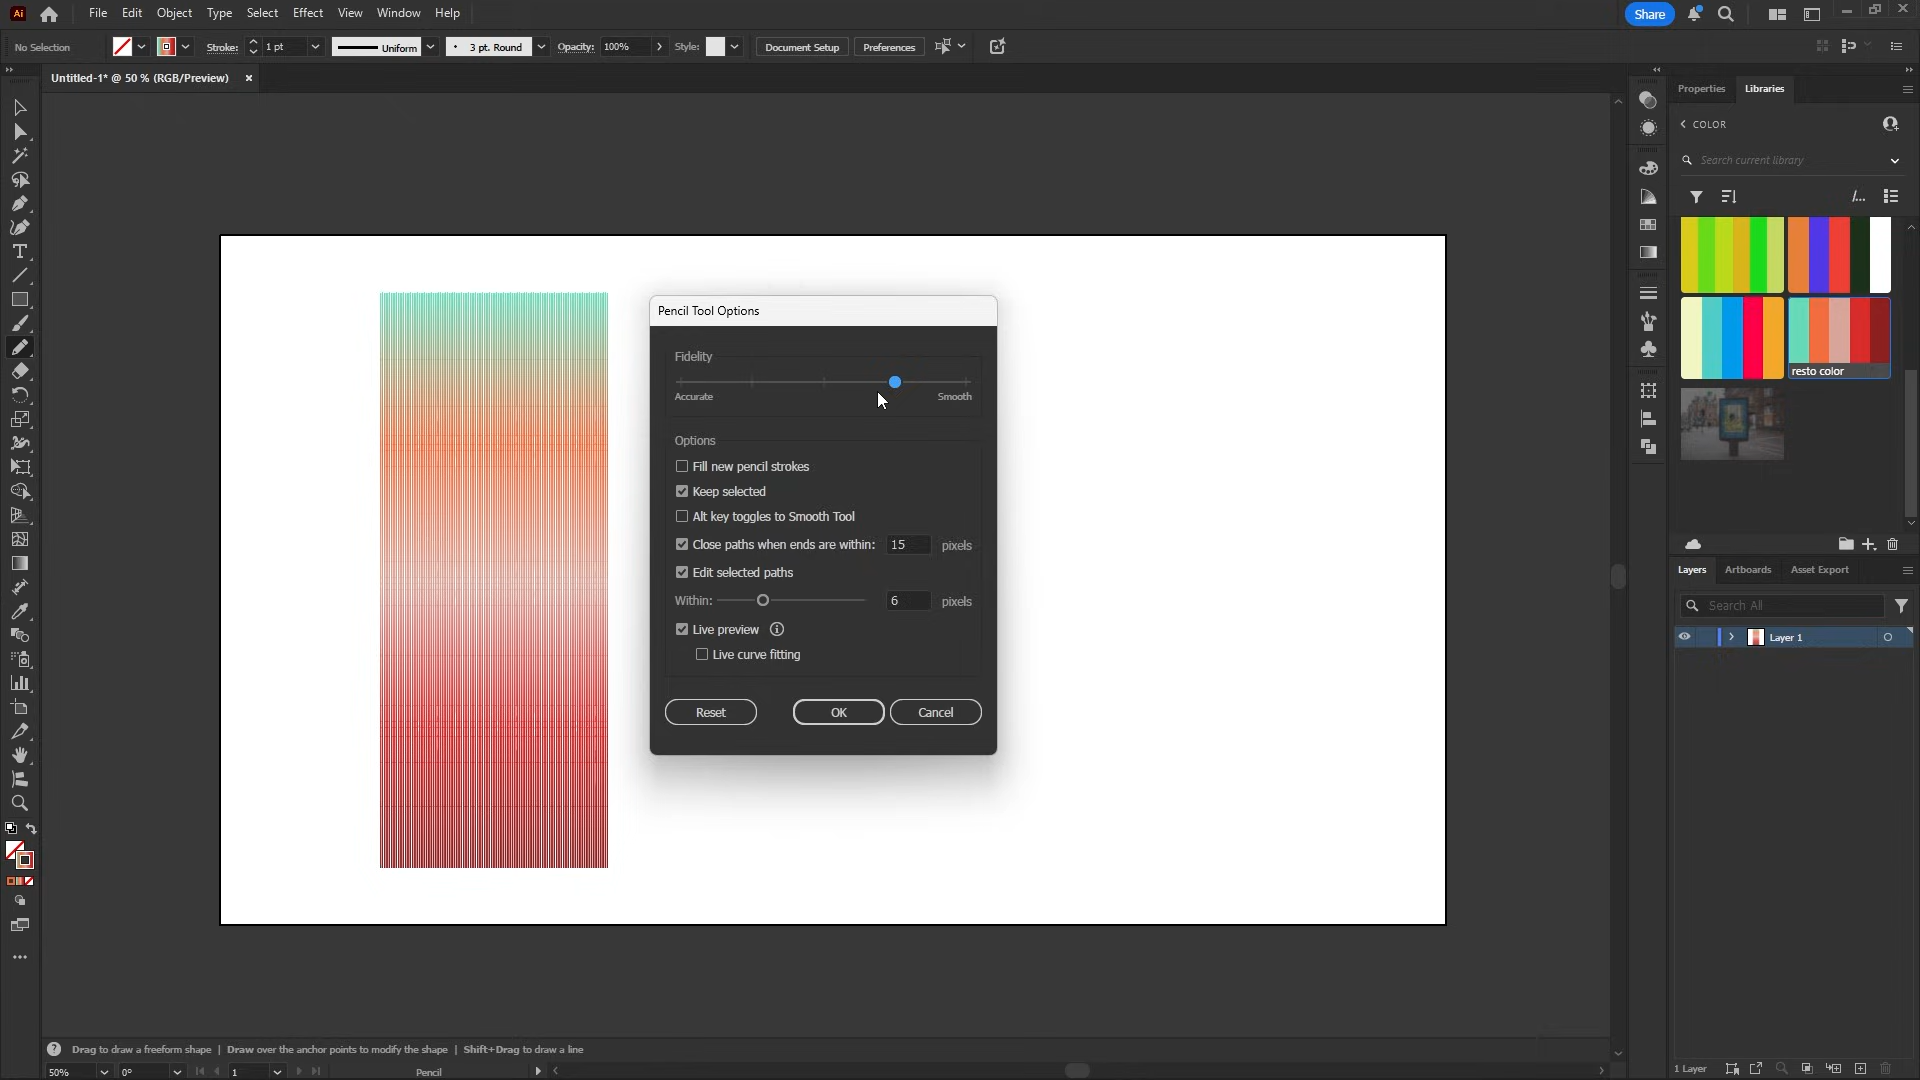 Ai
File Edit Object Type Select Effect View Window Help
Share
No Selection
Stroke: 1 pt
Uniform
3 pt. Round
Opacity: 100%
Style:
Document Setup
Preferences
Untitled-1* @ 50 % (RGB/Preview)
Properties
Libraries
COLOR
Search current library
resto color
Pencil Tool Options
Fidelity
Accurate
Smooth
Options
Fill new pencil strokes
Keep selected
Alt key toggles to Smooth Tool
Close paths when ends are within: 15 pixels
Edit selected paths
Within: 6 pixels
Live preview
Live curve fitting
Reset
OK
Cancel
Layers
Artboards
Asset Export
Search All
Layer 1
Drag to draw a freeform shape | Draw over the anchor points to modify the shape | Shift+Drag to draw a line
50%
0°
1
Pencil
1 Layer